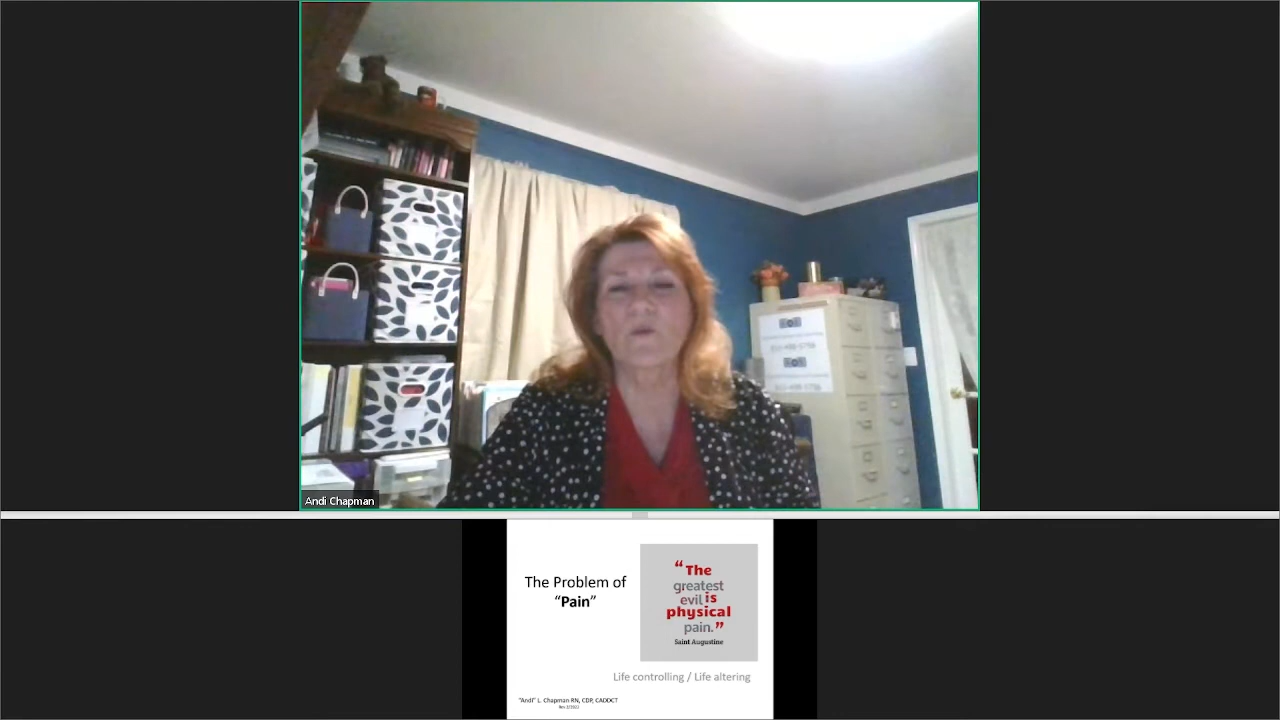 Andi Chapman
The Problem of
“Pain”
“The
greatest
evil is
physical
pain.”
Saint Augustine
Life controlling / Life altering
"Andi" L. Chapman RN, CDP, CADDCT